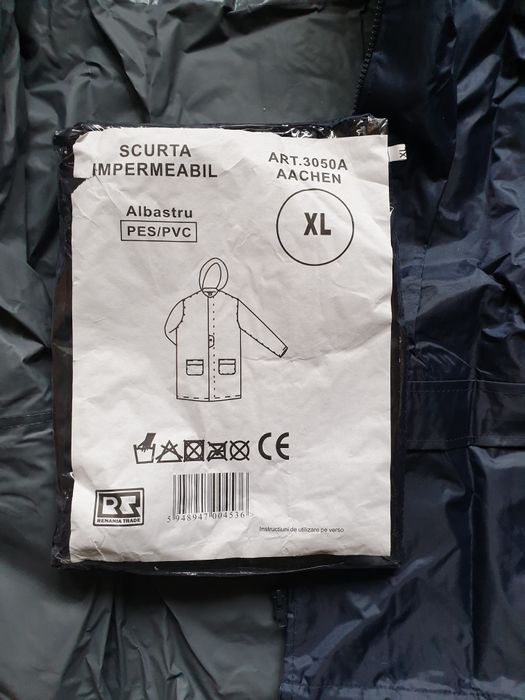 SCURTA
IMPERMEABIL
ART.3050A
AACHEN
Albastru
PES/PVC
XL
XL
CE
RT
RENANIA TRADE
5 948947 004536 >
Instructiuni de utilizare pe verso